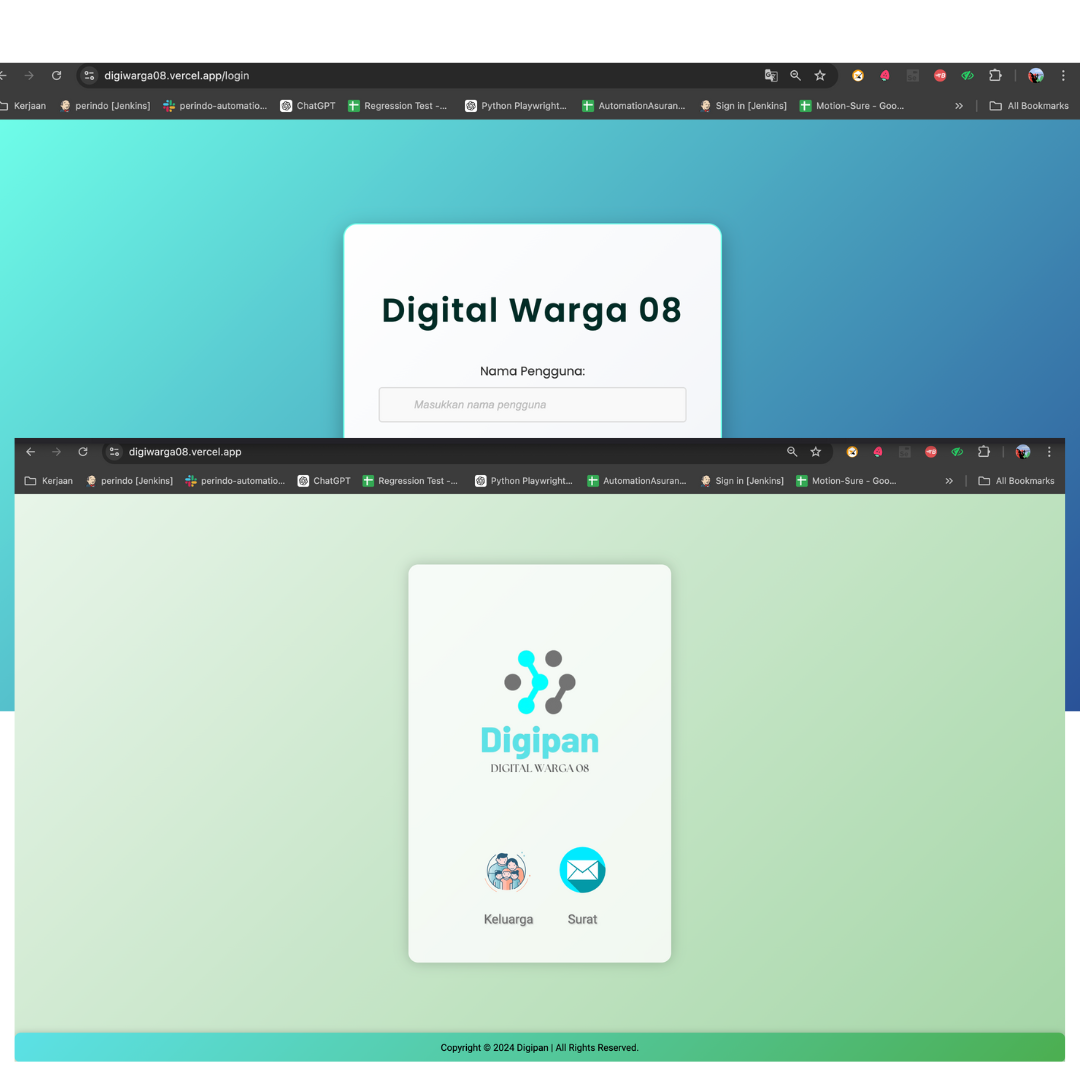 digiwarga08.vercel.app/login
Kerjaan perindo [Jenkins] perindo-automatio... ChatGPT Regression Test -... Python Playwright... AutomationAsuran... Sign in [Jenkins] Motion-Sure - Goo... » All Bookmarks
Digital Warga 08
Nama Pengguna:
Masukkan nama pengguna
digiwarga08.vercel.app
Kerjaan perindo [Jenkins] perindo-automatio... ChatGPT Regression Test -... Python Playwright... AutomationAsuran... Sign in [Jenkins] Motion-Sure - Goo... » All Bookmarks
Digipan
DIGITAL WARGA 08
Keluarga Surat
Copyright © 2024 Digipan | All Rights Reserved.